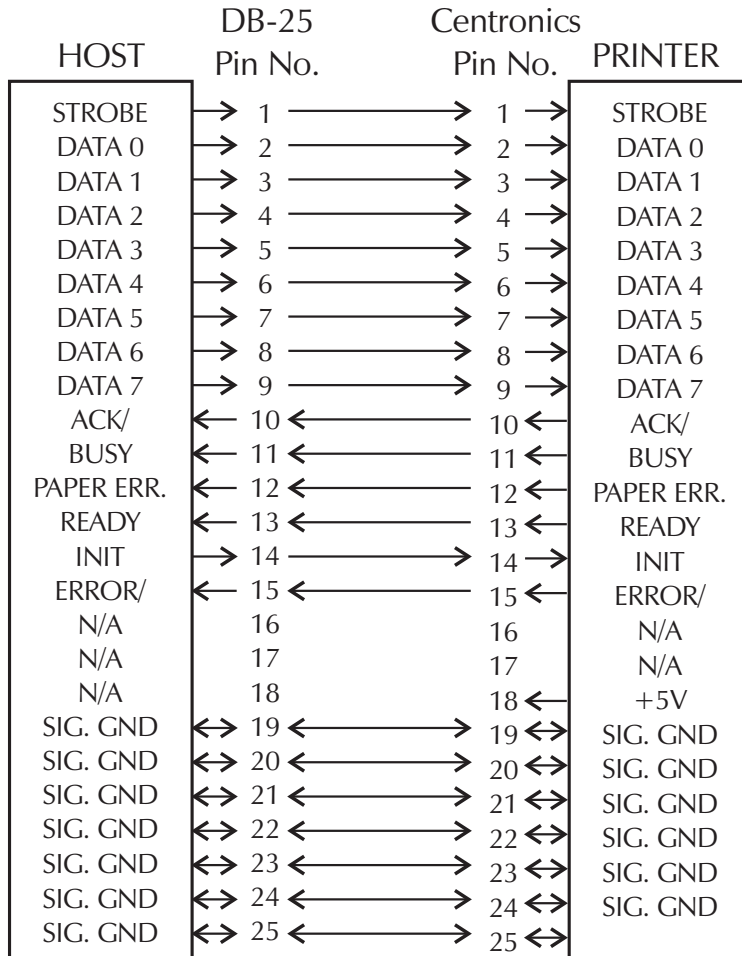 DB-25 Centronics
HOST Pin No. Pin No. PRINTER
STROBE 1 1 STROBE
DATA 0 2 2 DATA 0
DATA 1 3 3 DATA 1
DATA 2 4 4 DATA 2
DATA 3 5 5 DATA 3
DATA 4 6 6 DATA 4
DATA 5 7 7 DATA 5
DATA 6 8 8 DATA 6
DATA 7 9 9 DATA 7
ACK/ 10 10 ACK/
BUSY 11 11 BUSY
PAPER ERR. 12 12 PAPER ERR.
READY 13 13 READY
INIT 14 14 INIT
ERROR/ 15 15 ERROR/
N/A 16 16 N/A
N/A 17 17 N/A
N/A 18 18 +5V
SIG. GND 19 19 SIG. GND
SIG. GND 20 20 SIG. GND
SIG. GND 21 21 SIG. GND
SIG. GND 22 22 SIG. GND
SIG. GND 23 23 SIG. GND
SIG. GND 24 24 SIG. GND
SIG. GND 25 25